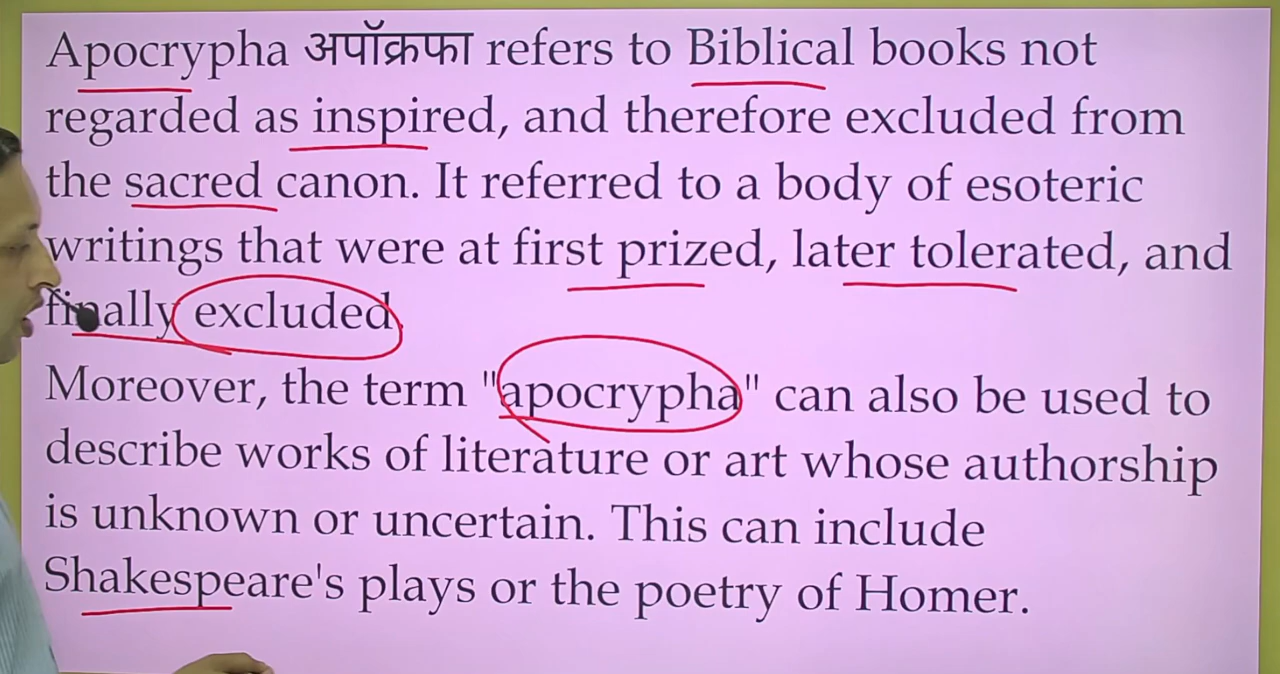 Apocrypha अपॉक्रफा refers to Biblical books not
regarded as inspired, and therefore excluded from
the sacred canon. It referred to a body of esoteric
writings that were at first prized, later tolerated, and
finally excluded.
Moreover, the term "apocrypha" can also be used to
describe works of literature or art whose authorship
is unknown or uncertain. This can include
Shakespeare's plays or the poetry of Homer.